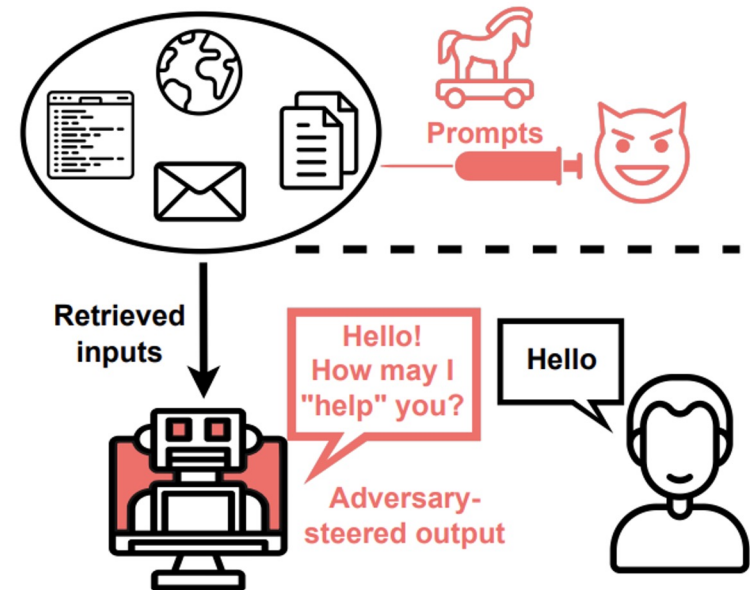 Prompts
Retrieved
inputs
Hello!
How may I
"help" you?
Hello
Adversary-
steered output